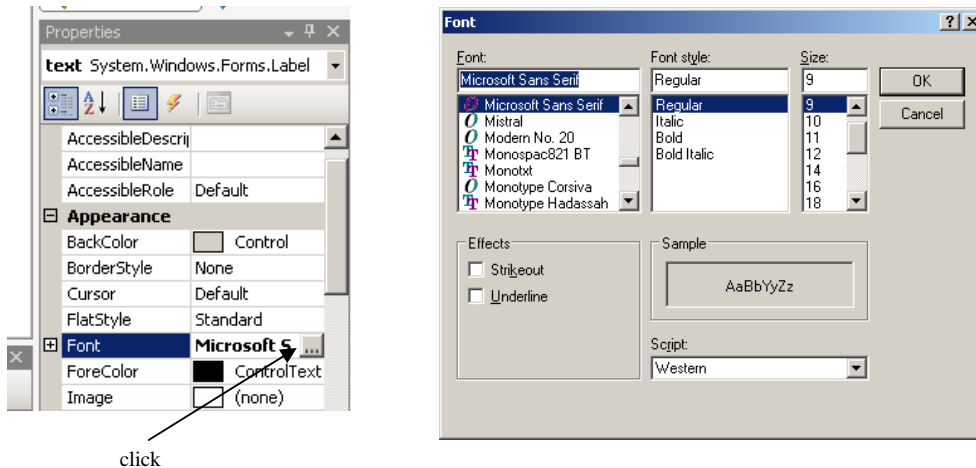 Properties
text System.Windows.Forms.Label
AccessibleDescrip
AccessibleName
AccessibleRole Default
Appearance
BackColor Control
BorderStyle None
Cursor Default
FlatStyle Standard
Font Microsoft S ...
ForeColor ControlText
Image (none)
click
Font
Font: Font style: Size:
Microsoft Sans Serif Regular 9 OK
Microsoft Sans Serif Regular 9
Mistral Italic 10 Cancel
Modern No. 20 Bold 11
Monospac821 BT Bold Italic 12
Monotxt 14
Monotype Corsiva 16
Monotype Hadassah 18
Effects Sample
Strikeout
Underline AaBbYyZz
Script:
Western